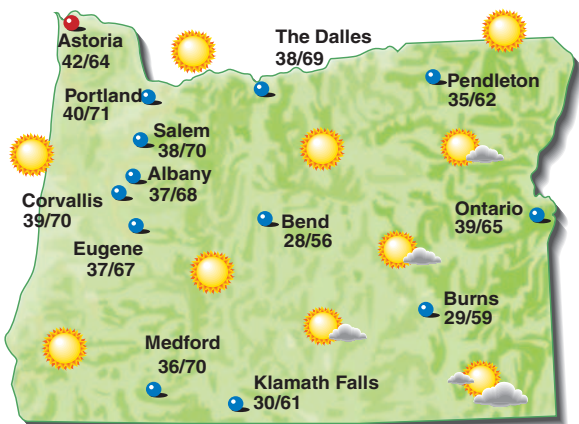 Astoria
42/64
The Dalles
38/69
Pendleton
35/62
Portland
40/71
Salem
38/70
Albany
37/68
Corvallis
39/70
Eugene
37/67
Bend
28/56
Ontario
39/65
Burns
29/59
Medford
36/70
Klamath Falls
30/61